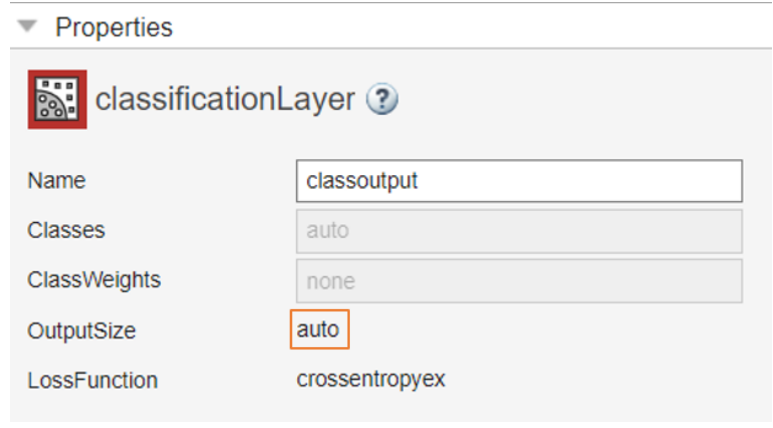 Properties
classificationLayer ?
Name classoutput
Classes auto
ClassWeights none
OutputSize auto
LossFunction crossentropyex